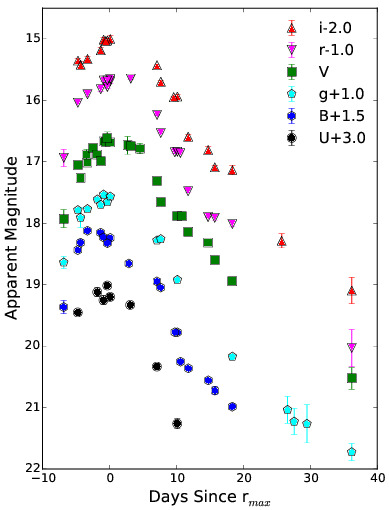 15
16
17
18
19
20
21
22
−10
0
10
20
30
40
Apparent Magnitude
Days Since r_max
i-2.0
r-1.0
V
g+1.0
B+1.5
U+3.0